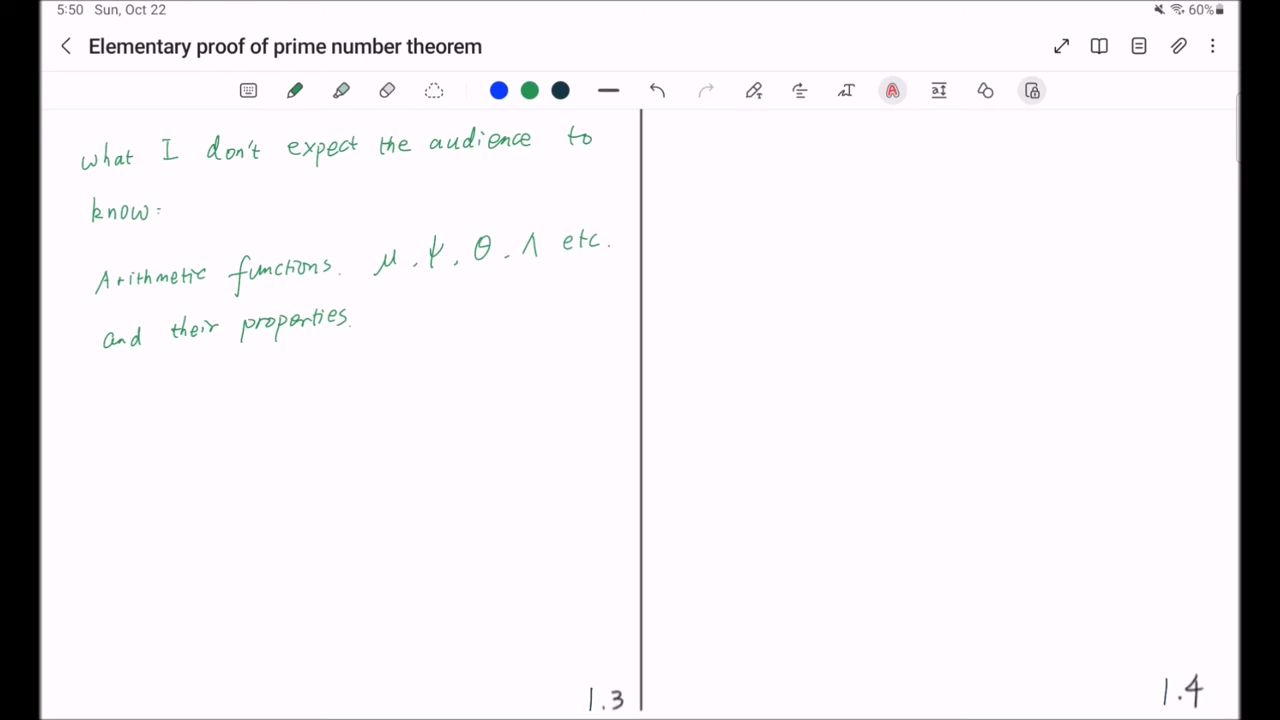 5:50 Sun, Oct 22
60%
Elementary proof of prime number theorem
what I don't expect the audience to
know:
Arithmetic functions. μ, ψ, θ, Λ etc.
and their properties.
1.3
1.4